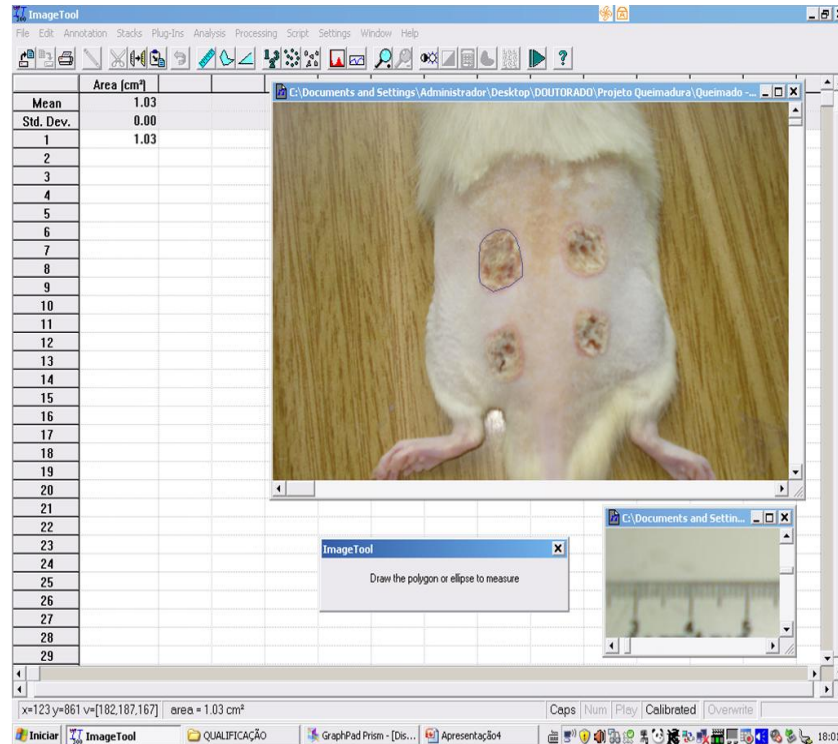 ImageTool
File Edit Annotation Stacks Plug-Ins Analysis Processing Script Settings Window Help
Area (cm²)
Mean 1.03
Std. Dev. 0.00
1 1.03
2
3
4
5
6
7
8
9
10
11
12
13
14
15
16
17
18
19
20
21
22
23
24
25
26
27
28
29
C:\Documents and Settings\Administrador\Desktop\DOUTORADO\Projeto Queimadura\Queimado -...
C:\Documents and Settin...
3 4 5
ImageTool
Draw the polygon or ellipse to measure
x=123 y=861 v=[182,187,167] area = 1.03 cm² Caps Num Play Calibrated Overwrite
Iniciar ImageTool QUALIFICAÇÃO GraphPad Prism - [Dis... Apresentação4